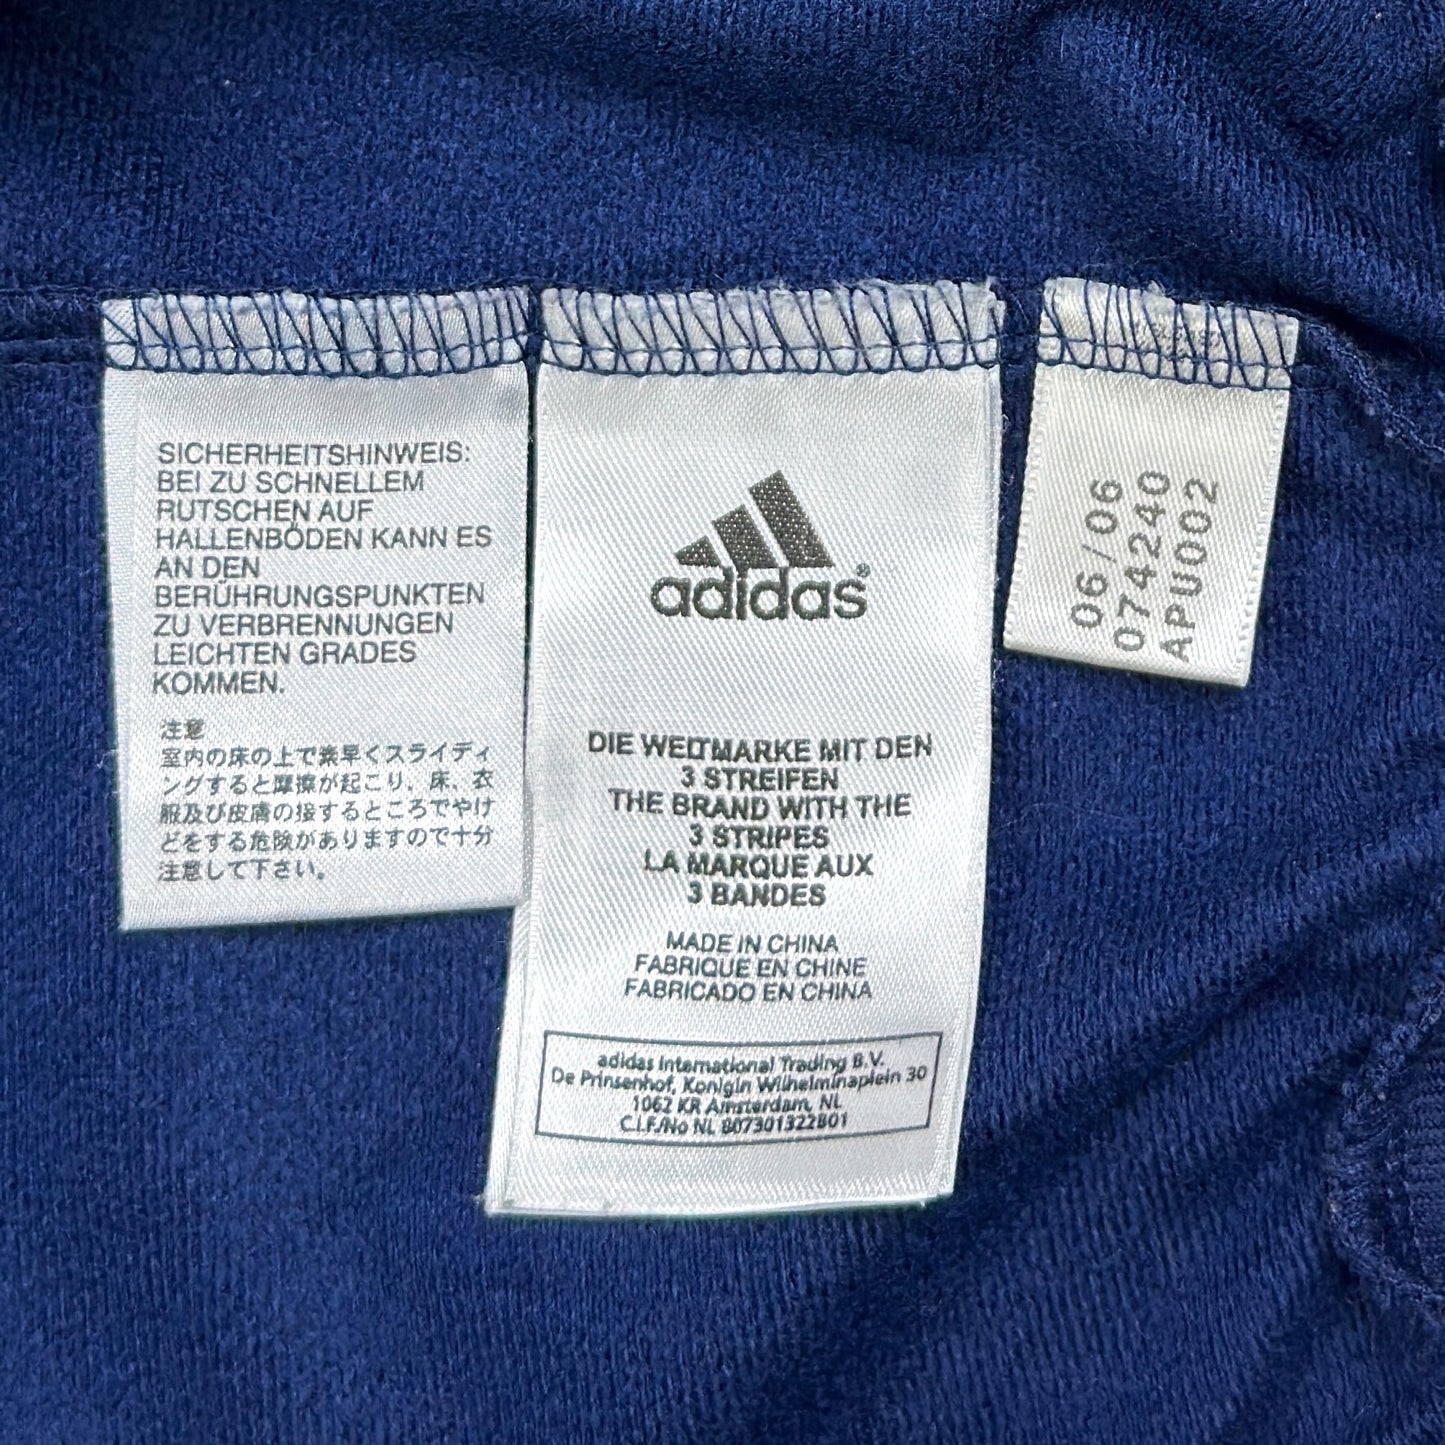 SICHERHEITSHINWEIS:
BEI ZU SCHNELLEM
RUTSCHEN AUF
HALLENBÖDEN KANN ES
AN DEN
BERÜHRUNGSPUNKTEN
ZU VERBRENNUNGEN
LEICHTEN GRADES
KOMMEN.
注意
室内の床の上で素早くスライディ
ングすると摩擦が起こり、床、衣
服及び皮膚の接するところでやけ
どをする危険がありますので十分
注意して下さい。
adidas®
DIE WELTMARKE MIT DEN
3 STREIFEN
THE BRAND WITH THE
3 STRIPES
LA MARQUE AUX
3 BANDES
MADE IN CHINA
FABRIQUE EN CHINE
FABRICADO EN CHINA
adidas International Trading B.V.
De Prinsenhof, Konigin Wilhelminaplein 30
1062 KR Amsterdam, NL
C.I.F./No NL 807301322B01
06/06
074240
APU002